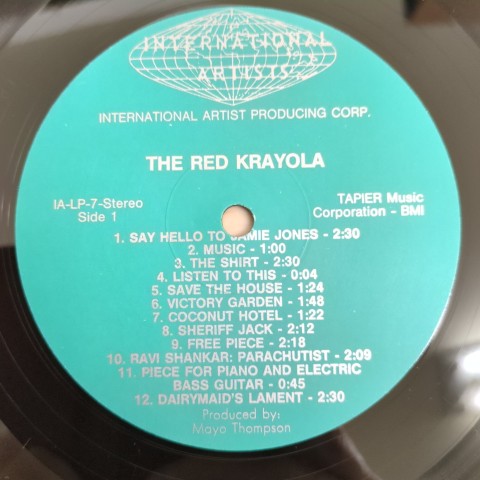 INTERNATIONAL
ARTISTS
INTERNATIONAL ARTIST PRODUCING CORP.
THE RED KRAYOLA
IA-LP-7-Stereo
Side 1
TAPIER Music
Corporation - BMI
1. SAY HELLO TO JAMIE JONES - 2:30
2. MUSIC - 1:00
3. THE SHIRT - 2:30
4. LISTEN TO THIS - 0:04
5. SAVE THE HOUSE - 1:24
6. VICTORY GARDEN - 1:48
7. COCONUT HOTEL - 1:22
8. SHERIFF JACK - 2:12
9. FREE PIECE - 2:18
10. RAVI SHANKAR: PARACHUTIST - 2:09
11. PIECE FOR PIANO AND ELECTRIC
BASS GUITAR - 0:45
12. DAIRYMAID'S LAMENT - 2:30
Produced by:
Mayo Thompson